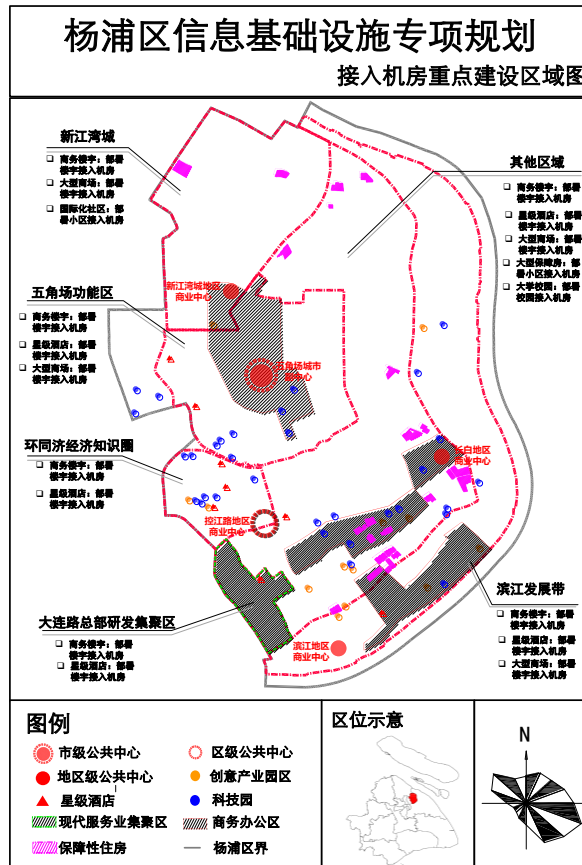 杨浦区信息基础设施专项规划
接入机房重点建设区域图
新江湾城
商务楼宇：部署
楼宇接入机房
大型商场：部署
楼宇接入机房
国际化社区：部
署小区接入机房
其他区域
商务楼宇：部署
楼宇接入机房
星级酒店：部署
楼宇接入机房
大型商场：部署
楼宇接入机房
大型保障房：部
署小区接入机房
大学校园：部署
校园接入机房
新江湾城地区
商业中心
五角场功能区
商务楼宇：部署
楼宇接入机房
星级酒店：部署
楼宇接入机房
大型商场：部署
楼宇接入机房
五角场城市
副中心
环同济经济知识圈
商务楼宇：部署
楼宇接入机房
星级酒店：部署
楼宇接入机房
长白地区
商业中心
控江路地区
商业中心
大连路总部研发集聚区
商务楼宇：部署
楼宇接入机房
星级酒店：部署
楼宇接入机房
滨江地区
商业中心
滨江发展带
商务楼宇：部署
楼宇接入机房
星级酒店：部署
楼宇接入机房
大型商场：部署
楼宇接入机房
图例
市级公共中心
区级公共中心
地区级公共中心
创意产业园区
星级酒店
科技园
现代服务业集聚区
商务办公区
保障性住房
杨浦区界
区位示意
N